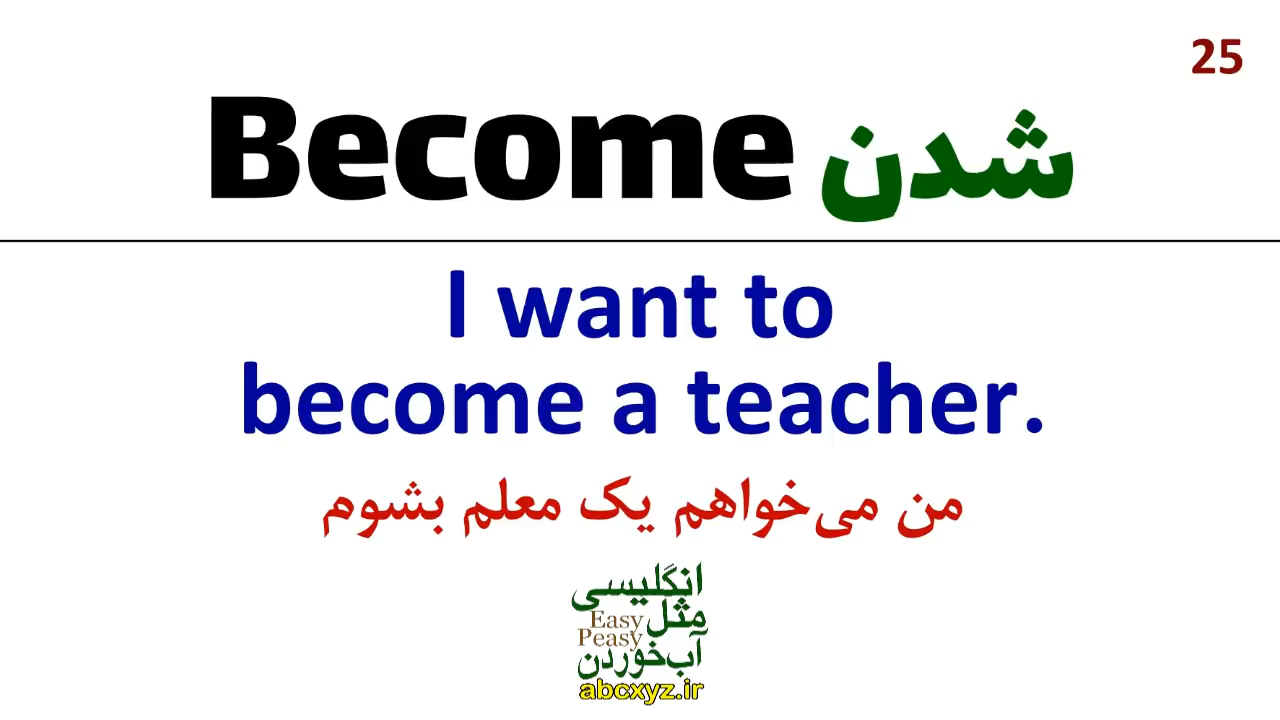 25
Become شدن
I want to
become a teacher.
من می‌خواهم یک معلم بشوم
انگلیسی
مثل Easy
Peasy
آب‌خوردن
abcxyz.ir